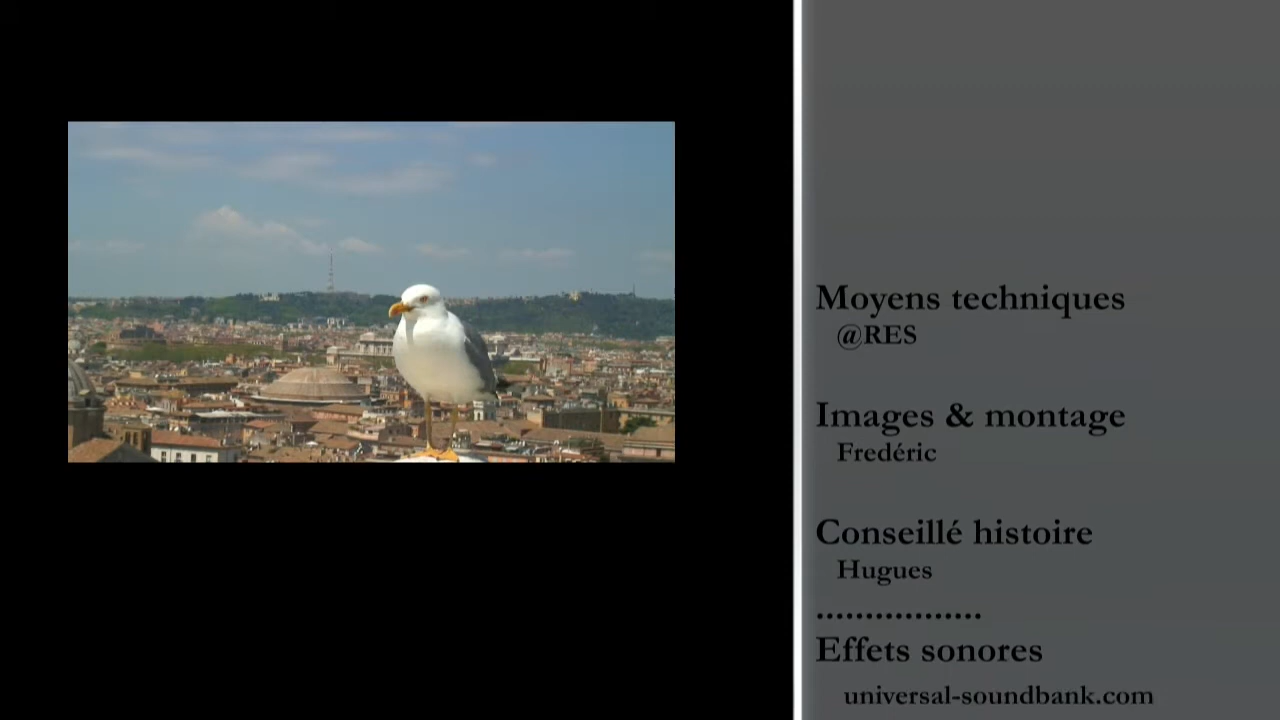 Moyens techniques
@RES
Images & montage
Fredéric
Conseillé histoire
Hugues
.................
Effets sonores
universal-soundbank.com